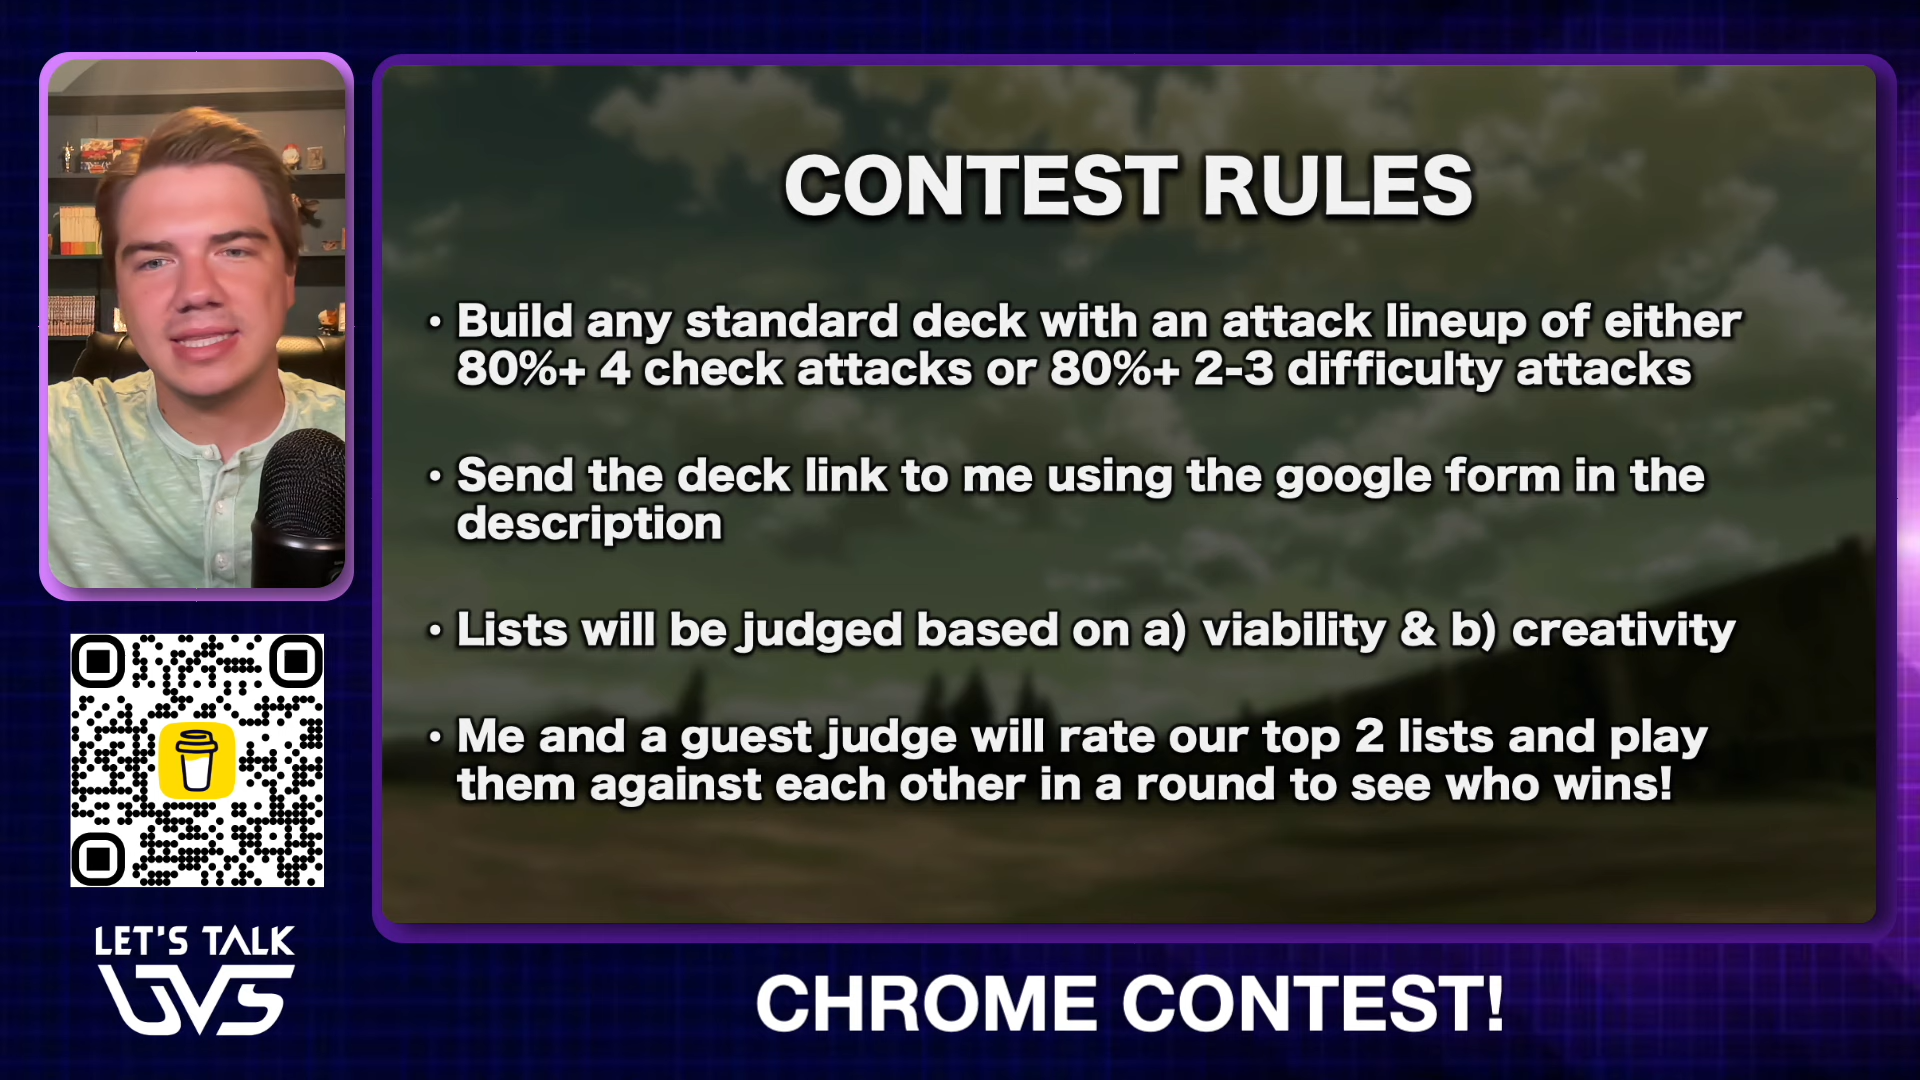 CONTEST RULES
• Build any standard deck with an attack lineup of either
80%+ 4 check attacks or 80%+ 2-3 difficulty attacks
• Send the deck link to me using the google form in the
description
• Lists will be judged based on a) viability & b) creativity
• Me and a guest judge will rate our top 2 lists and play
them against each other in a round to see who wins!
LET'S TALK
UVS
CHROME CONTEST!